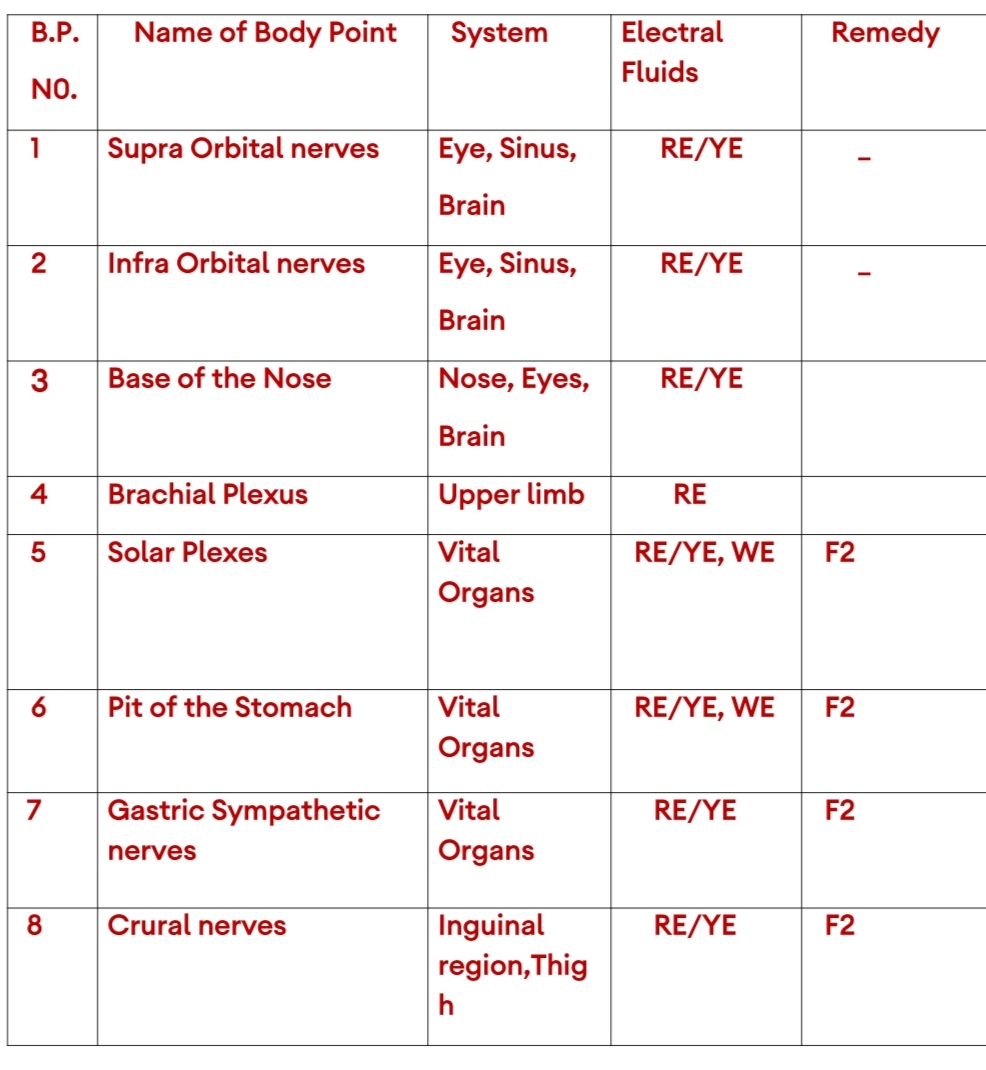 B.P. Name of Body Point System Electral Remedy
N0. Fluids
1 Supra Orbital nerves Eye, Sinus, RE/YE _
Brain
2 Infra Orbital nerves Eye, Sinus, RE/YE _
Brain
3 Base of the Nose Nose, Eyes, RE/YE
Brain
4 Brachial Plexus Upper limb RE
5 Solar Plexes Vital RE/YE, WE F2
Organs
6 Pit of the Stomach Vital RE/YE, WE F2
Organs
7 Gastric Sympathetic Vital RE/YE F2
nerves Organs
8 Crural nerves Inguinal RE/YE F2
region,Thig
h